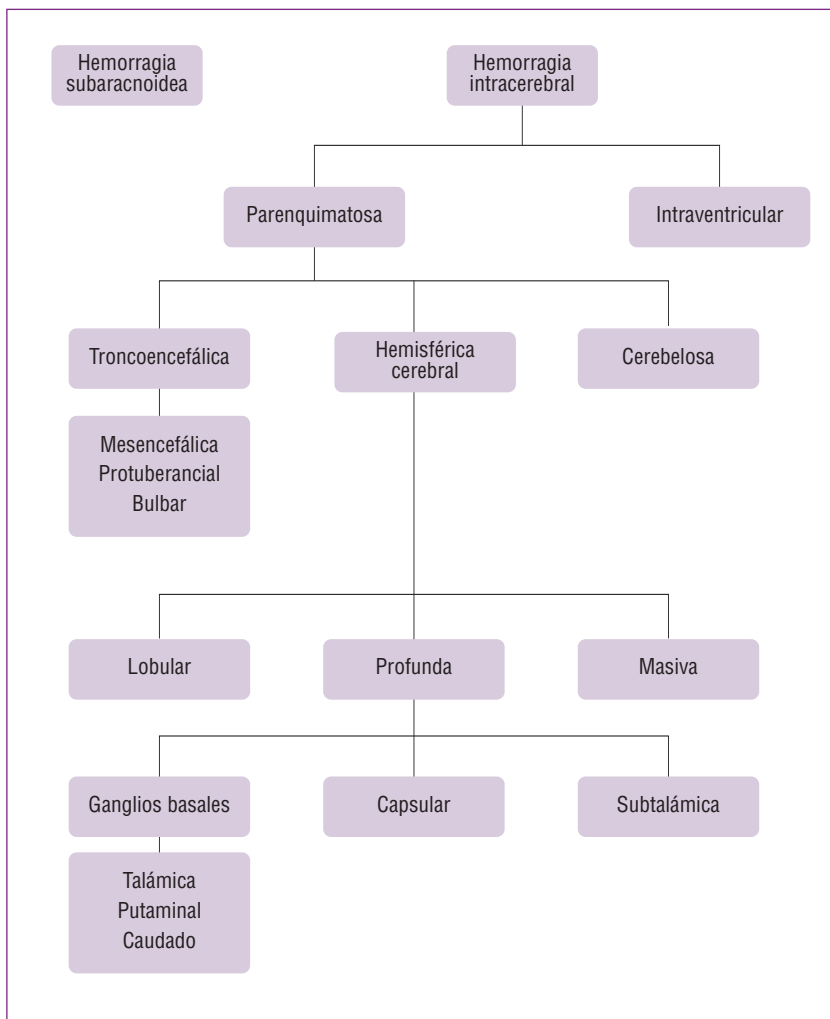 Hemorragia
subaracnoidea
Hemorragia
intracerebral
Parenquimatosa
Intraventricular
Troncoencefálica
Hemisférica
cerebral
Cerebelosa
Mesencefálica
Protuberancial
Bulbar
Lobular
Profunda
Masiva
Ganglios basales
Capsular
Subtalámica
Talámica
Putaminal
Caudado